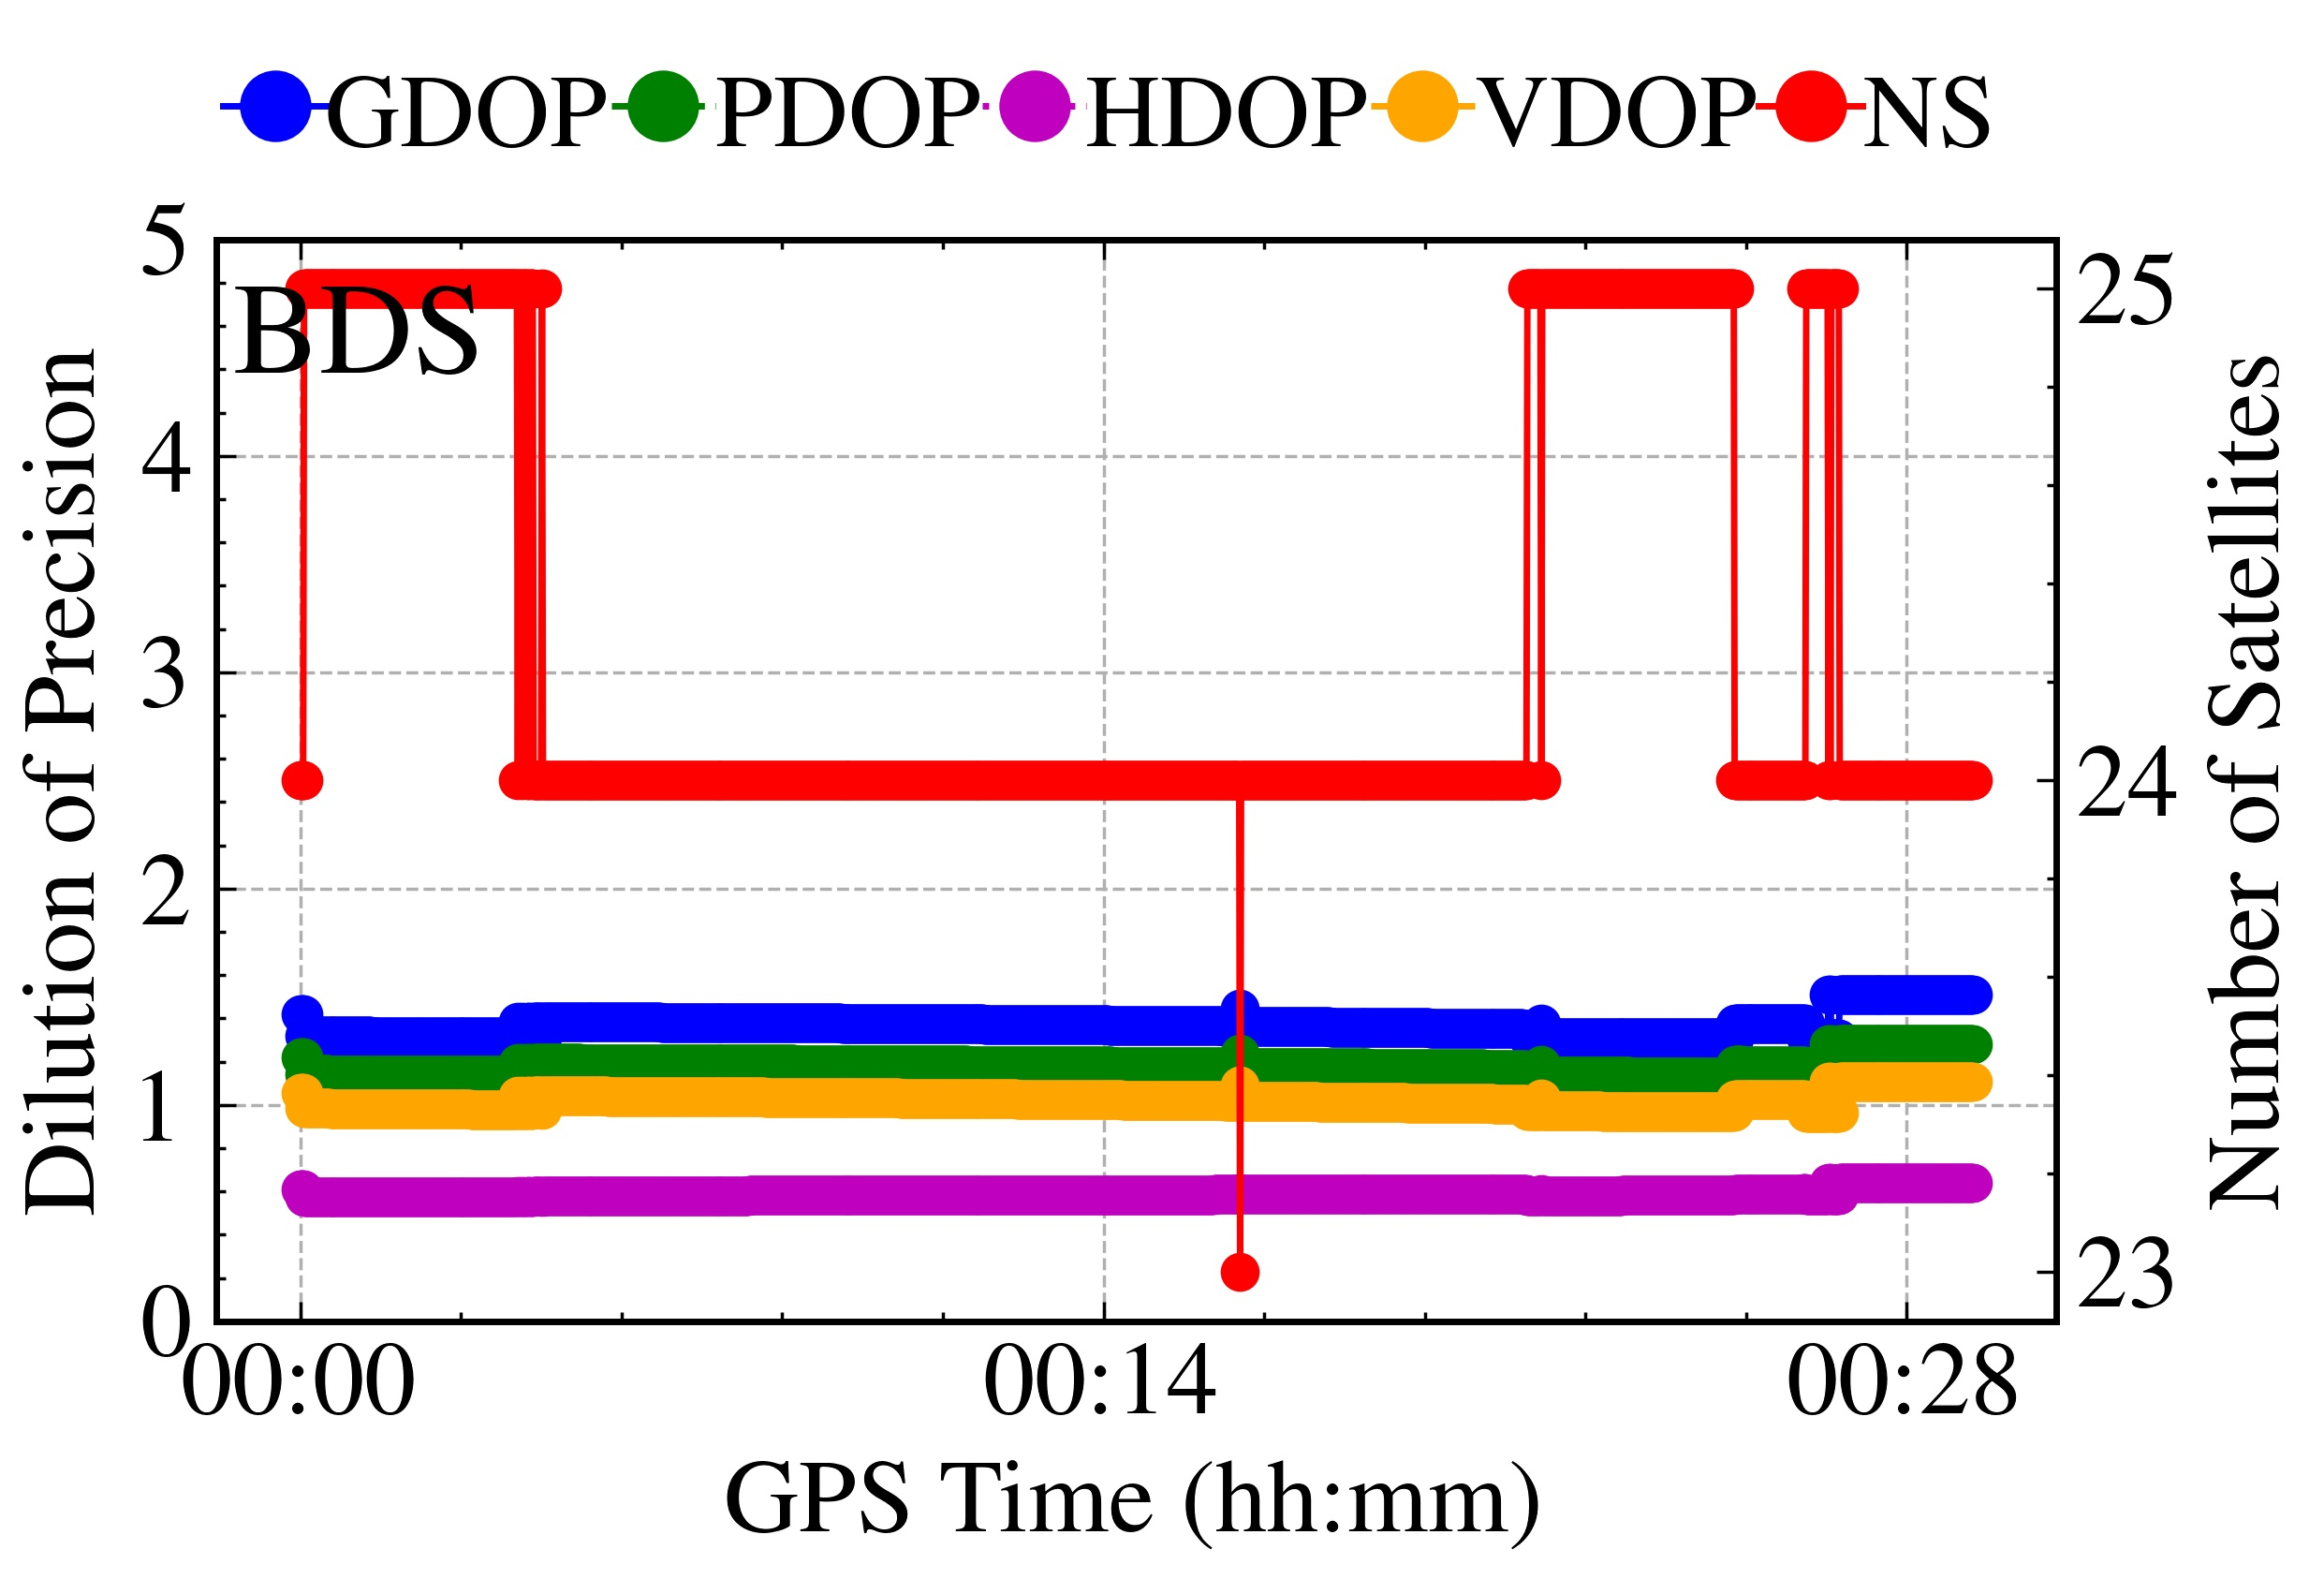 GDOP PDOP HDOP VDOP NS
BDS
Dilution of Precision
5
4
3
2
1
0
Number of Satellites
25
24
23
00:00 00:14 00:28
GPS Time (hh:mm)